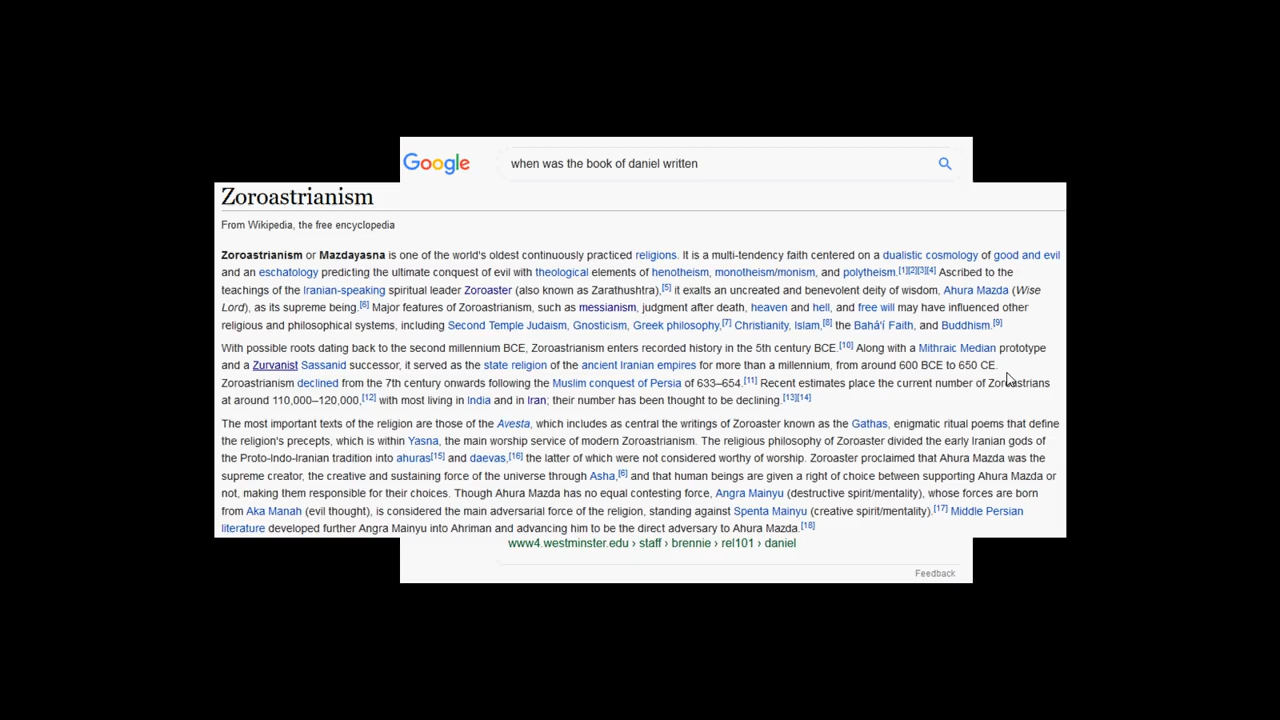 Google
when was the book of daniel written
Zoroastrianism
From Wikipedia, the free encyclopedia
Zoroastrianism or Mazdayasna is one of the world's oldest continuously practiced religions. It is a multi-tendency faith centered on a dualistic cosmology of good and evil
and an eschatology predicting the ultimate conquest of evil with theological elements of henotheism, monotheism/monism, and polytheism.[1][2][3][4] Ascribed to the
teachings of the Iranian-speaking spiritual leader Zoroaster (also known as Zarathushtra),[5] it exalts an uncreated and benevolent deity of wisdom, Ahura Mazda (Wise
Lord), as its supreme being.[6] Major features of Zoroastrianism, such as messianism, judgment after death, heaven and hell, and free will may have influenced other
religious and philosophical systems, including Second Temple Judaism, Gnosticism, Greek philosophy,[7] Christianity, Islam,[8] the Bahá'í Faith, and Buddhism.[9]
With possible roots dating back to the second millennium BCE, Zoroastrianism enters recorded history in the 5th century BCE.[10] Along with a Mithraic Median prototype
and a Zurvanist Sassanid successor, it served as the state religion of the ancient Iranian empires for more than a millennium, from around 600 BCE to 650 CE.
Zoroastrianism declined from the 7th century onwards following the Muslim conquest of Persia of 633–654.[11] Recent estimates place the current number of Zoroastrians
at around 110,000–120,000,[12] with most living in India and in Iran; their number has been thought to be declining.[13][14]
The most important texts of the religion are those of the Avesta, which includes as central the writings of Zoroaster known as the Gathas, enigmatic ritual poems that define
the religion's precepts, which is within Yasna, the main worship service of modern Zoroastrianism. The religious philosophy of Zoroaster divided the early Iranian gods of
the Proto-Indo-Iranian tradition into ahuras[15] and daevas,[16] the latter of which were not considered worthy of worship. Zoroaster proclaimed that Ahura Mazda was the
supreme creator, the creative and sustaining force of the universe through Asha,[6] and that human beings are given a right of choice between supporting Ahura Mazda or
not, making them responsible for their choices. Though Ahura Mazda has no equal contesting force, Angra Mainyu (destructive spirit/mentality), whose forces are born
from Aka Manah (evil thought), is considered the main adversarial force of the religion, standing against Spenta Mainyu (creative spirit/mentality).[17] Middle Persian
literature developed further Angra Mainyu into Ahriman and advancing him to be the direct adversary to Ahura Mazda.[18]
www4.westminster.edu › staff › brennie › rel101 › daniel
Feedback